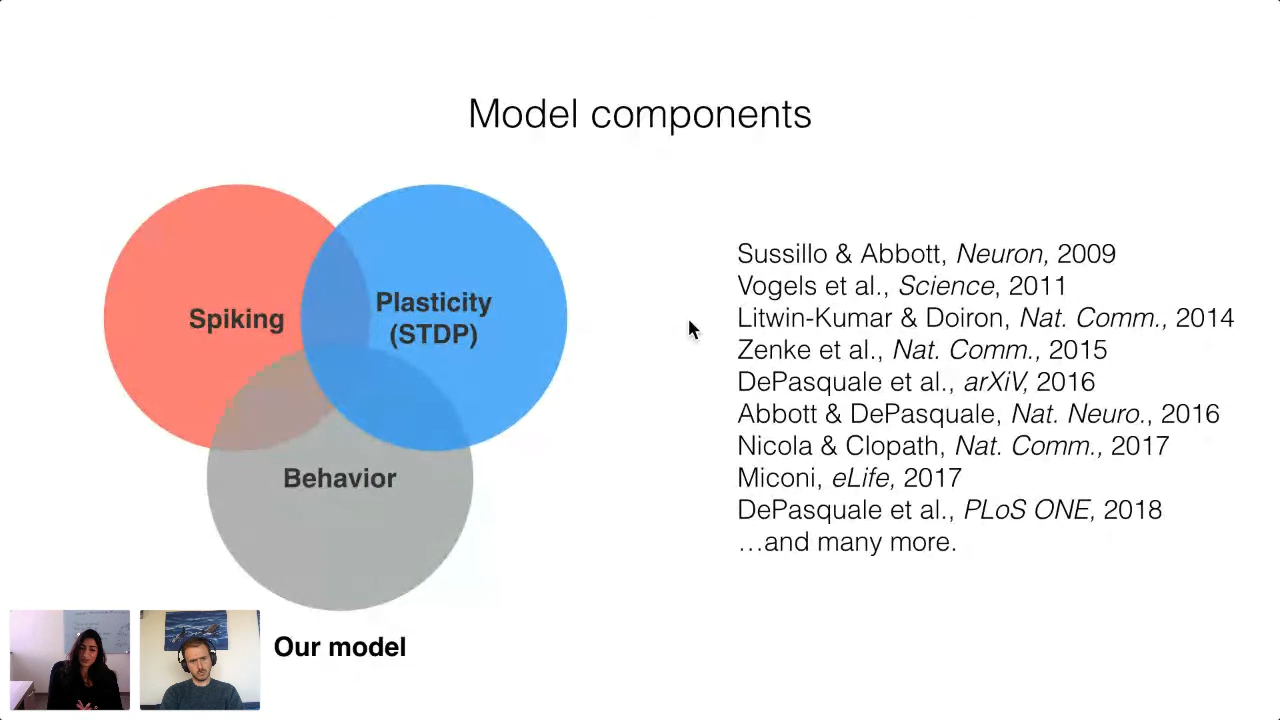 Model components
Spiking
Plasticity
(STDP)
Behavior
Our model
Sussillo & Abbott, Neuron, 2009
Vogels et al., Science, 2011
Litwin-Kumar & Doiron, Nat. Comm., 2014
Zenke et al., Nat. Comm., 2015
DePasquale et al., arXiV, 2016
Abbott & DePasquale, Nat. Neuro., 2016
Nicola & Clopath, Nat. Comm., 2017
Miconi, eLife, 2017
DePasquale et al., PLoS ONE, 2018
…and many more.